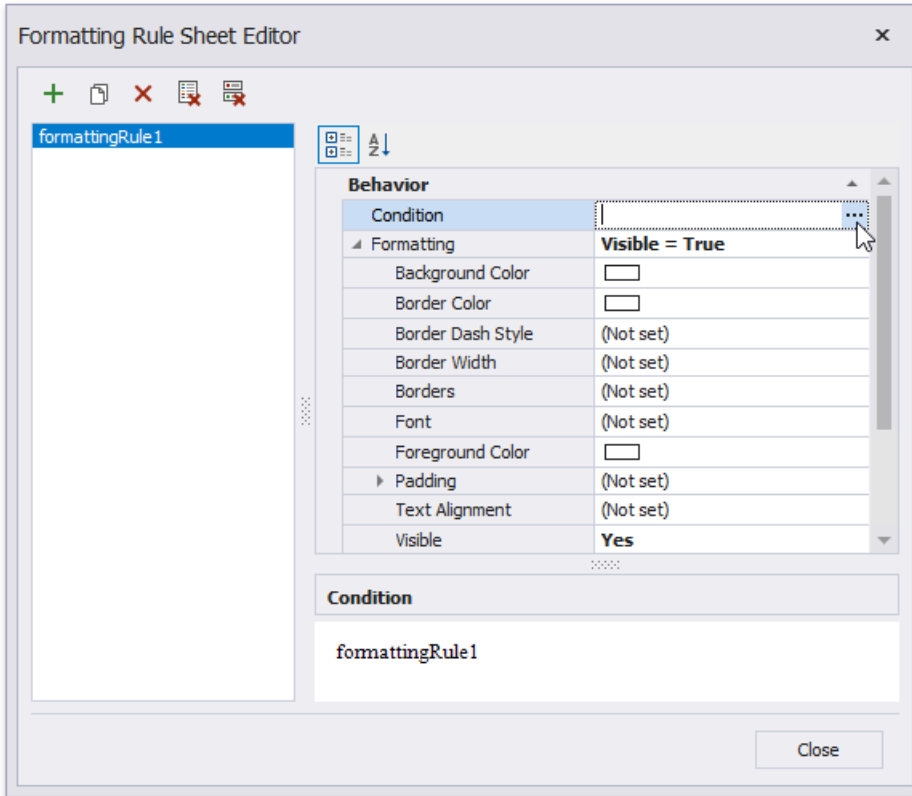 Formatting Rule Sheet Editor
formattingRule1
Behavior
Condition
Formatting Visible = True
Background Color
Border Color
Border Dash Style (Not set)
Border Width (Not set)
Borders (Not set)
Font (Not set)
Foreground Color
Padding (Not set)
Text Alignment (Not set)
Visible Yes
Condition
formattingRule1
Close